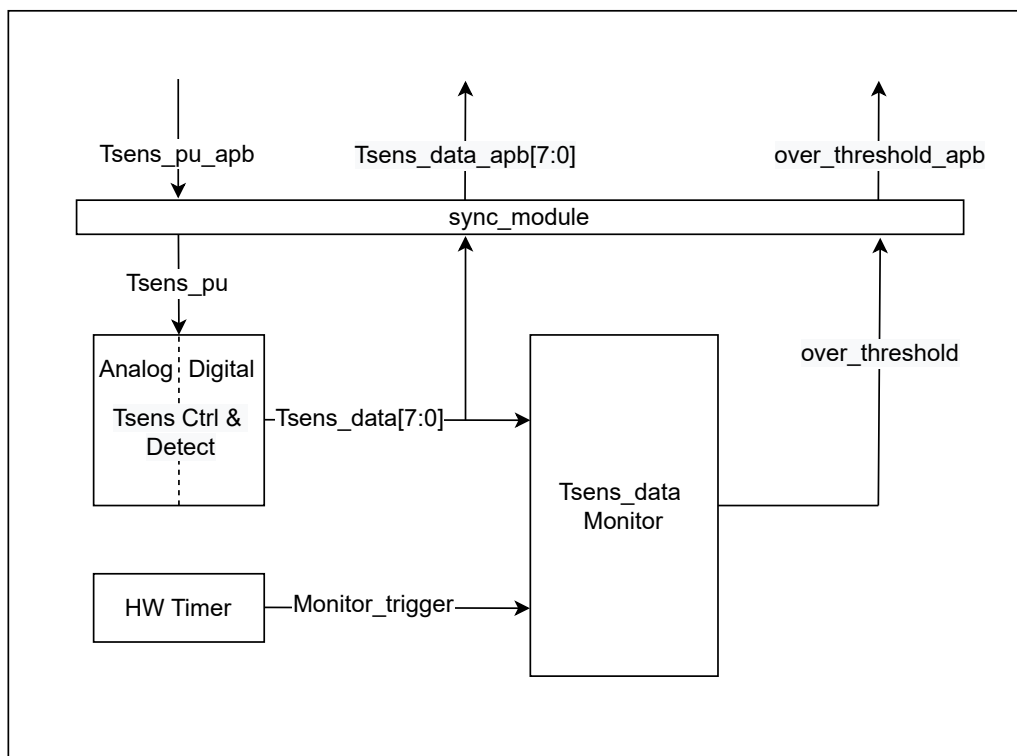 Tsens_pu_apb
Tsens_data_apb[7:0]
over_threshold_apb
sync_module
Tsens_pu
over_threshold
Analog
Digital
Tsens Ctrl &
Detect
Tsens_data[7:0]
Tsens_data
Monitor
HW Timer
Monitor_trigger